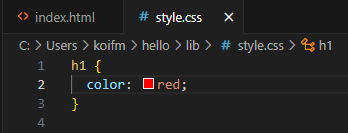 index.html # style.css
C: > Users > koifm > hello > lib > # style.css > h1
1 h1 {
2 color: red;
3 }
4